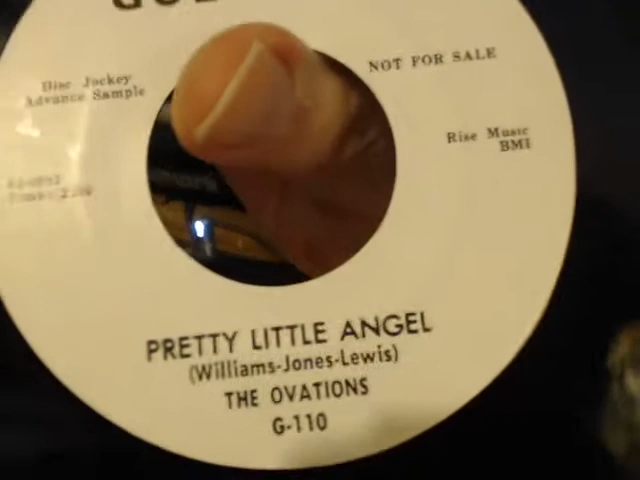 Disc Jockey
Advance Sample
NOT FOR SALE
Rise Music
BMI
PRETTY LITTLE ANGEL
(Williams-Jones-Lewis)
THE OVATIONS
G-110